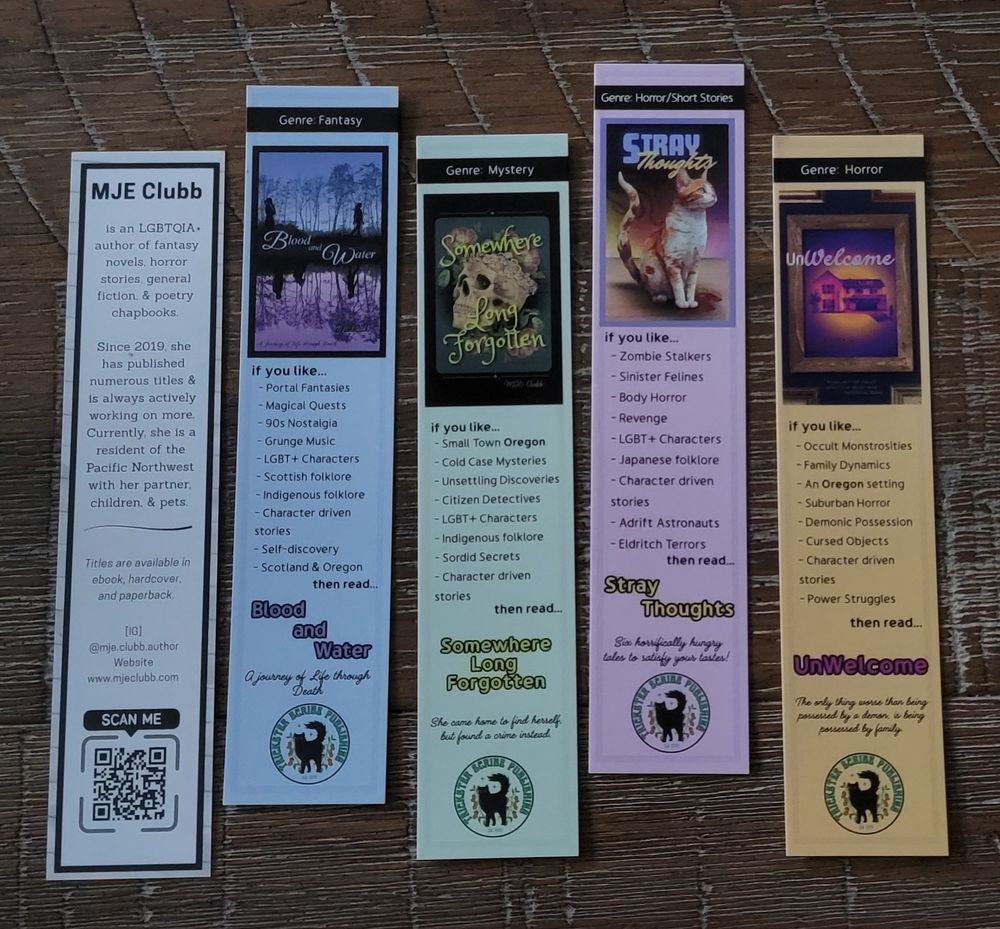 MJE Clubb
is an LGBTQIA+
author of fantasy
novels, horror
stories, general
fiction, & poetry
chapbooks.
Since 2019, she
has published
numerous titles &
is always actively
working on more.
Currently, she is a
resident of the
Pacific Northwest
with her partner,
children, & pets.
Titles are available in
ebook, hardcover,
and paperback.
[IG]
@mje.clubb.author
Website
www.mjeclubb.com
SCAN ME
Genre: Fantasy
Blood
and
Water
A journey of Life through Death
if you like...
- Portal Fantasies
- Magical Quests
- 90s Nostalgia
- Grunge Music
- LGBT+ Characters
- Scottish folklore
- Indigenous folklore
- Character driven
stories
- Self-discovery
- Scotland & Oregon
then read...
Blood
and
Water
A journey of Life through
Death
TRICKSTER SCRIBE PUBLISHING
Genre: Mystery
Somewhere
Long
Forgotten
MJE Clubb
if you like...
- Small Town Oregon
- Cold Case Mysteries
- Unsettling Discoveries
- Citizen Detectives
- LGBT+ Characters
- Indigenous folklore
- Sordid Secrets
- Character driven
stories
then read...
Somewhere
Long
Forgotten
She came home to find herself,
but found a crime instead.
TRICKSTER SCRIBE PUBLISHING
Genre: Horror/Short Stories
STRAY
Thoughts
if you like...
- Zombie Stalkers
- Sinister Felines
- Body Horror
- Revenge
- LGBT+ Characters
- Japanese folklore
- Character driven
stories
- Adrift Astronauts
- Eldritch Terrors
then read...
Stray
Thoughts
Six horrifically hungry
tales to satisfy your tastes!
TRICKSTER SCRIBE PUBLISHING
Genre: Horror
UnWelcome
if you like...
- Occult Monstrosities
- Family Dynamics
- An Oregon setting
- Suburban Horror
- Demonic Possession
- Cursed Objects
- Character driven
stories
- Power Struggles
then read...
UnWelcome
The only thing worse than being
possessed by a demon, is being
possessed by family.
TRICKSTER SCRIBE PUBLISHING